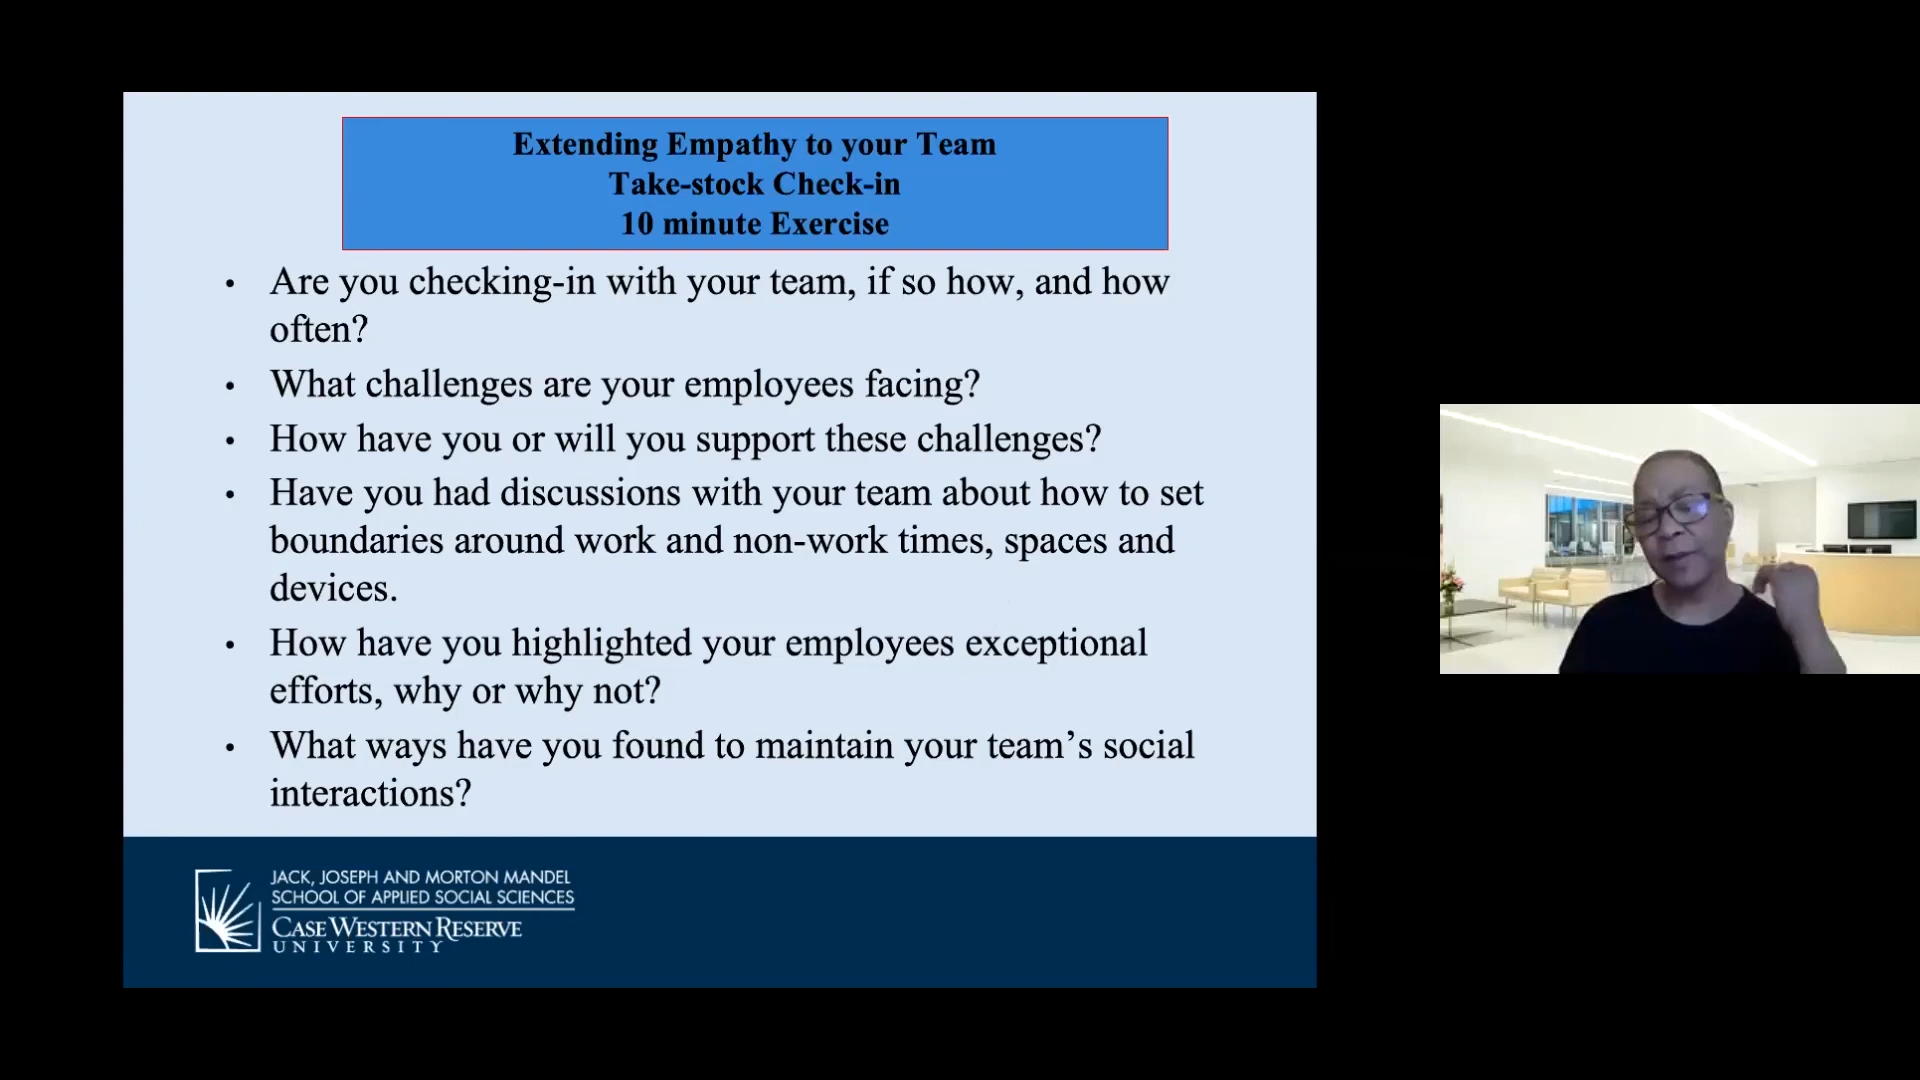 Extending Empathy to your Team
Take-stock Check-in
10 minute Exercise
• Are you checking-in with your team, if so how, and how
often?
• What challenges are your employees facing?
• How have you or will you support these challenges?
• Have you had discussions with your team about how to set
boundaries around work and non-work times, spaces and
devices.
• How have you highlighted your employees exceptional
efforts, why or why not?
• What ways have you found to maintain your team’s social
interactions?
JACK, JOSEPH AND MORTON MANDEL
SCHOOL OF APPLIED SOCIAL SCIENCES
CASE WESTERN RESERVE
UNIVERSITY